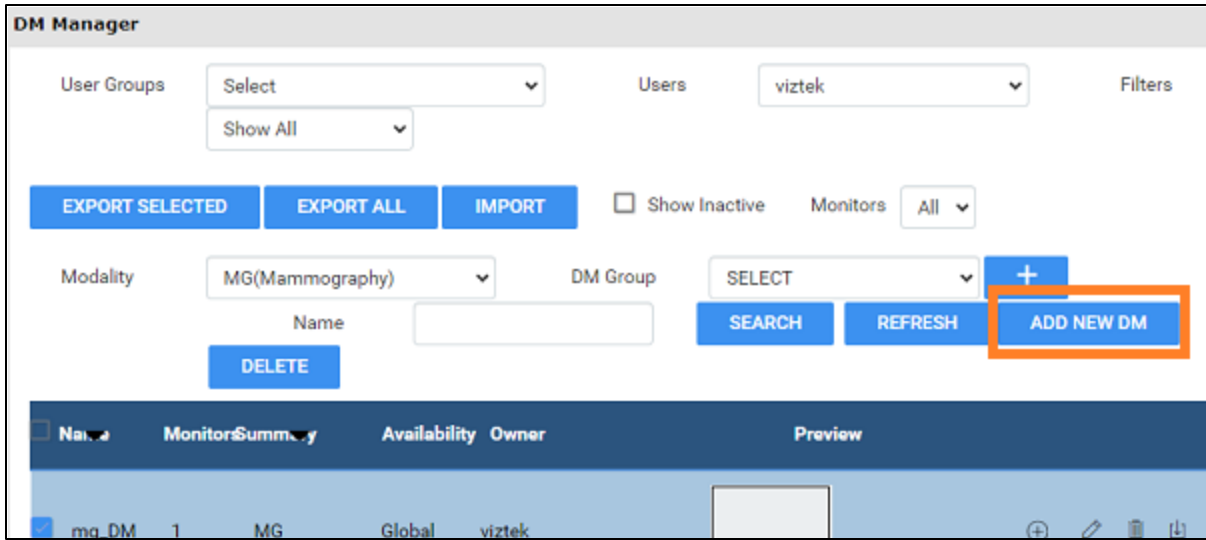 DM Manager
User Groups Select Users viztek Filters
Show All
EXPORT SELECTED EXPORT ALL IMPORT Show Inactive Monitors All
Modality MG(Mammography) DM Group SELECT +
Name SEARCH REFRESH ADD NEW DM
DELETE
Name Monitors Summary Availability Owner Preview
mg_DM 1 MG Global viztek